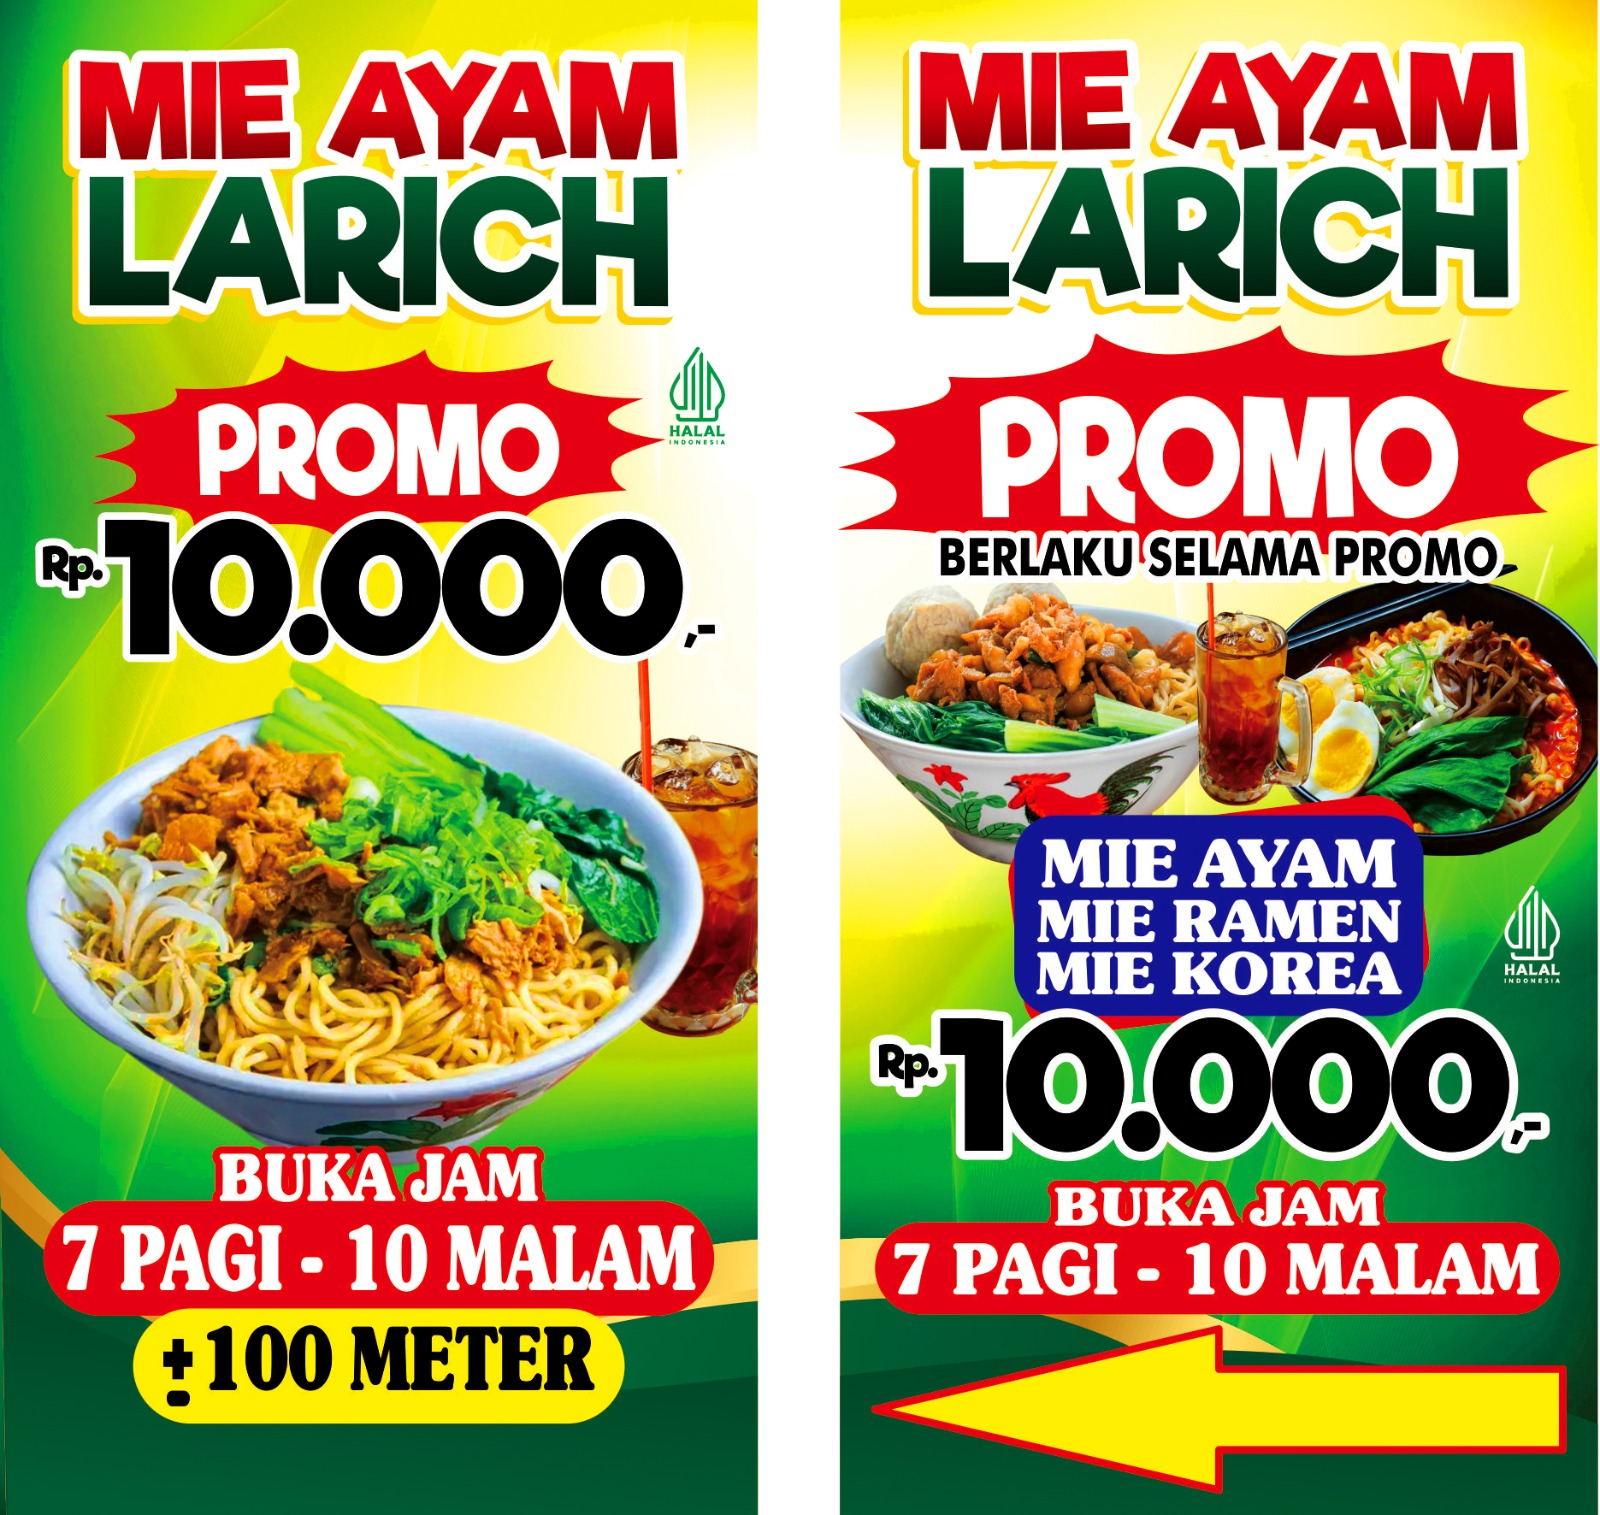 MIE AYAM
LARICH
PROMO
HALAL
INDONESIA
Rp. 10.000,-
BUKA JAM
7 PAGI - 10 MALAM
± 100 METER
MIE AYAM
LARICH
PROMO
BERLAKU SELAMA PROMO
MIE AYAM
MIE RAMEN
MIE KOREA
HALAL
INDONESIA
Rp. 10.000,-
BUKA JAM
7 PAGI - 10 MALAM